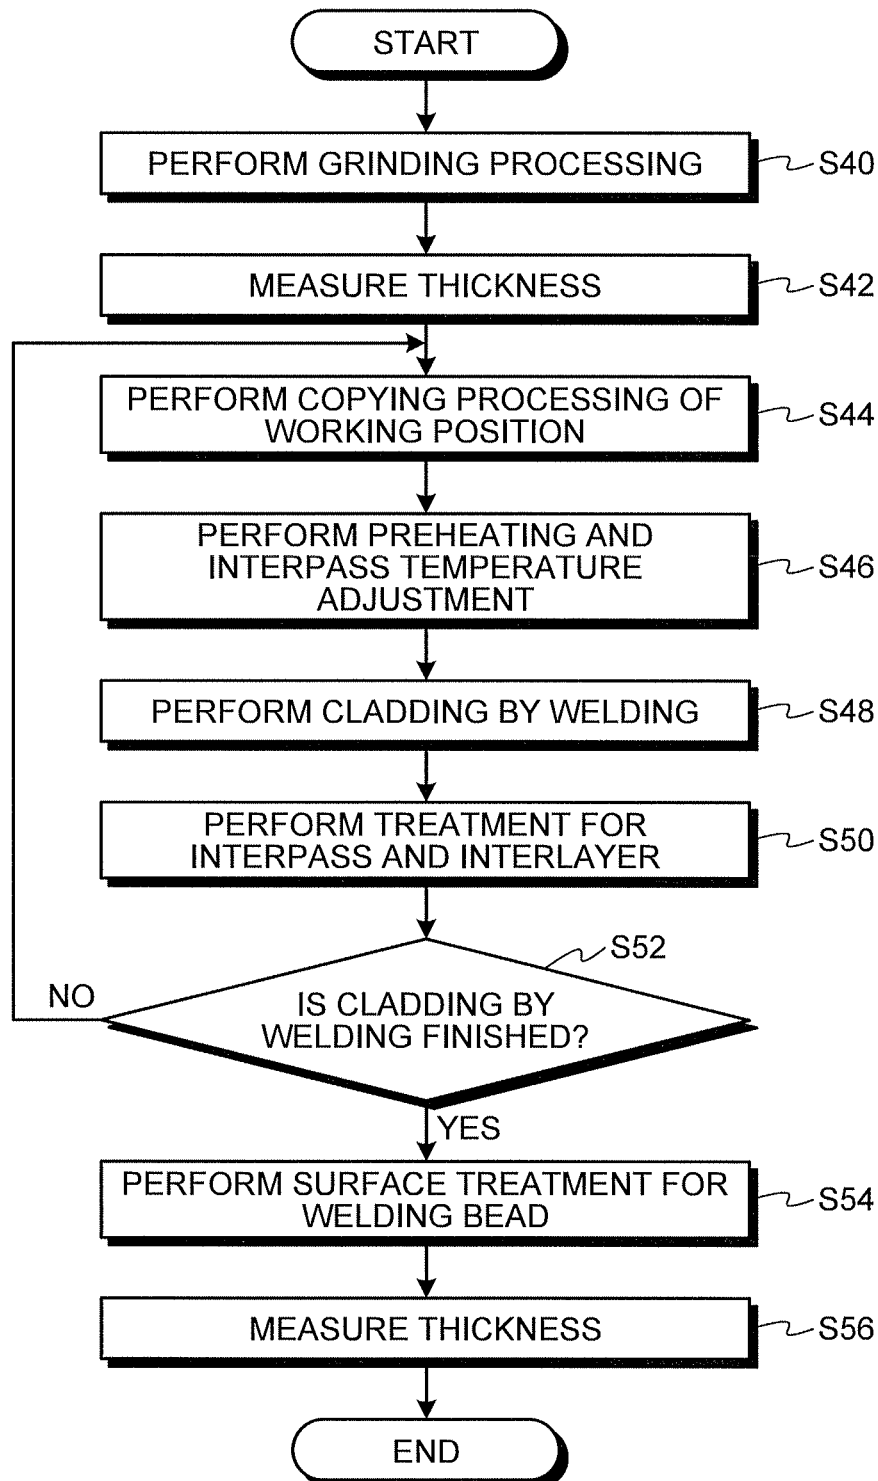 START
PERFORM GRINDING PROCESSING
S40
MEASURE THICKNESS
S42
PERFORM COPYING PROCESSING OF
WORKING POSITION
S44
PERFORM PREHEATING AND
INTERPASS TEMPERATURE
ADJUSTMENT
S46
PERFORM CLADDING BY WELDING
S48
PERFORM TREATMENT FOR
INTERPASS AND INTERLAYER
S50
S52
NO
IS CLADDING BY
WELDING FINISHED?
YES
PERFORM SURFACE TREATMENT FOR
WELDING BEAD
S54
MEASURE THICKNESS
S56
END